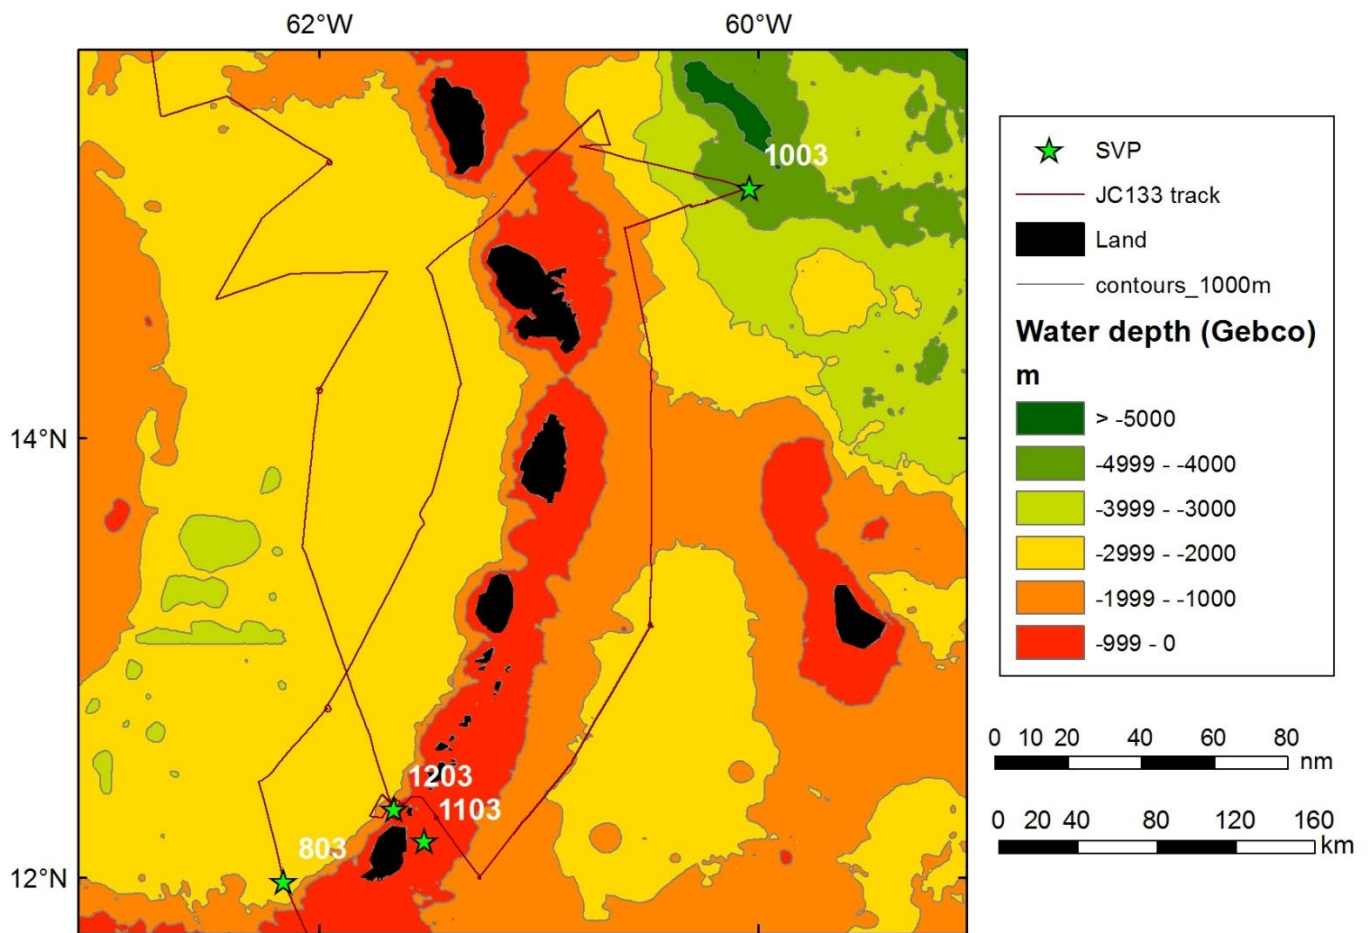 62°W 60°W
1003
14°N
1203
1103
803
12°N
SVP
JC133 track
Land
contours_1000m
Water depth (Gebco)
m
> -5000
-4999 - -4000
-3999 - -3000
-2999 - -2000
-1999 - -1000
-999 - 0
0 10 20 40 60 80
nm
0 20 40 80 120 160
km